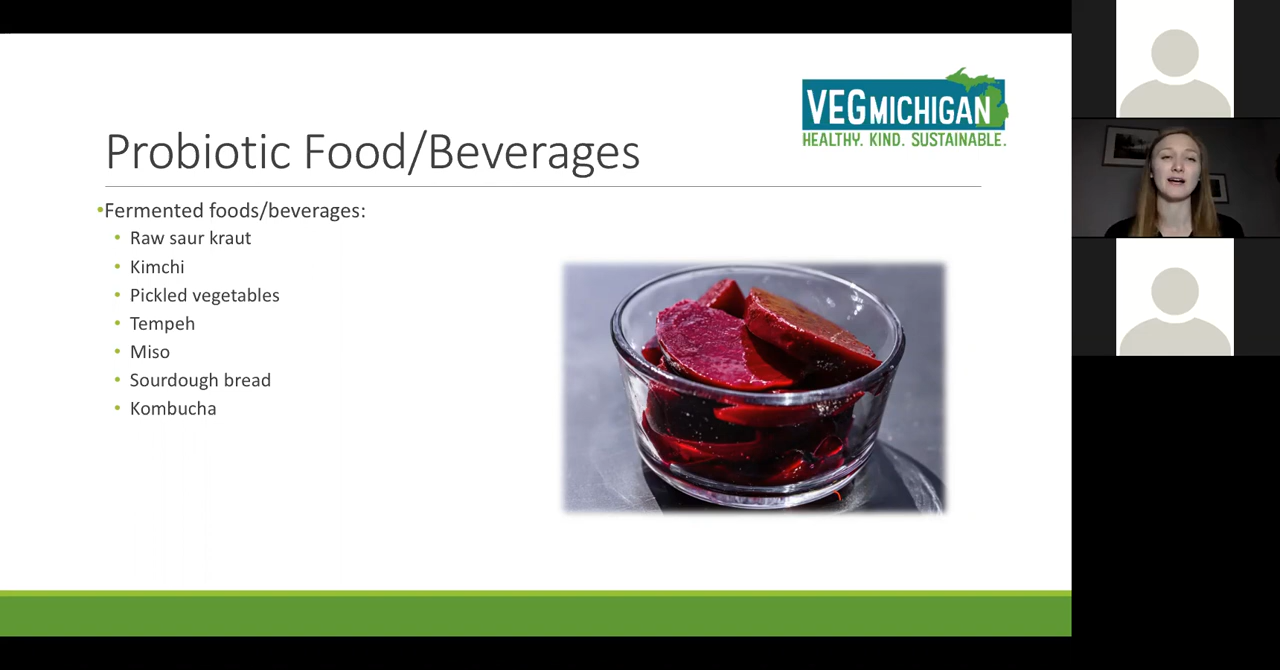 VEGMICHIGAN
HEALTHY. KIND. SUSTAINABLE.
Probiotic Food/Beverages
•Fermented foods/beverages:
• Raw saur kraut
• Kimchi
• Pickled vegetables
• Tempeh
• Miso
• Sourdough bread
• Kombucha